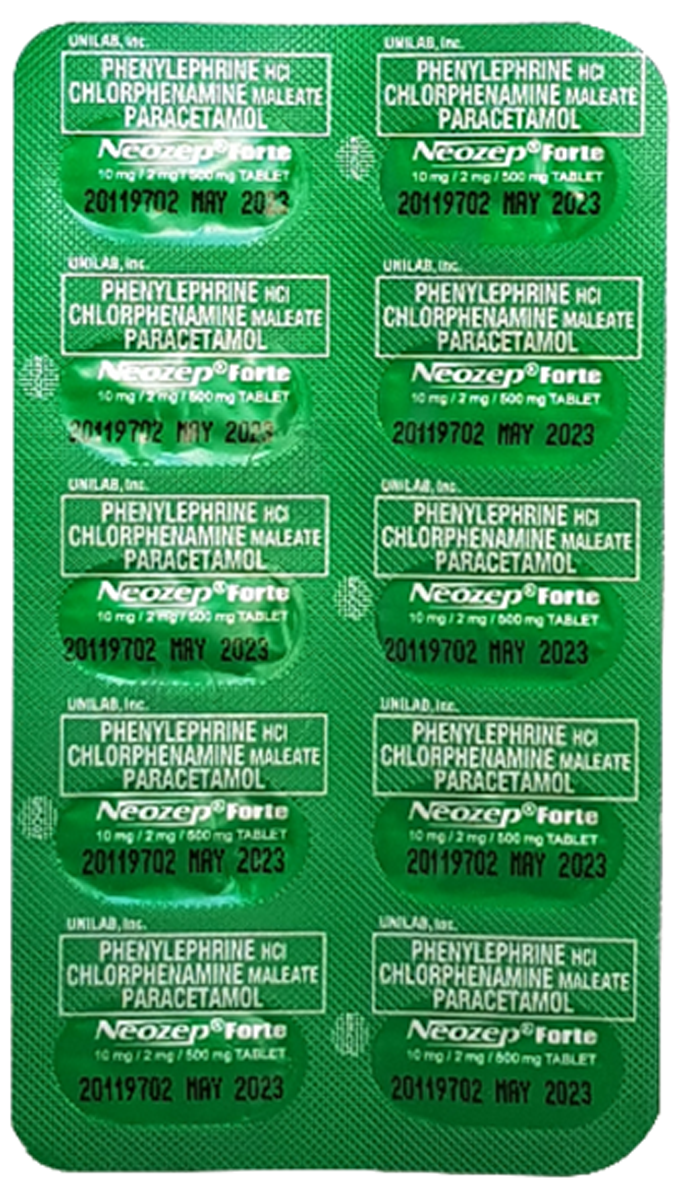 UNILAB, Inc.
PHENYLEPHRINE HCl
CHLORPHENAMINE MALEATE
PARACETAMOL
Neozep® Forte
10 mg / 2 mg / 500 mg TABLET
20119702 MAY 2023
UNILAB, Inc.
PHENYLEPHRINE HCl
CHLORPHENAMINE MALEATE
PARACETAMOL
Neozep® Forte
10 mg / 2 mg / 500 mg TABLET
20119702 MAY 2023
UNILAB, Inc.
PHENYLEPHRINE HCl
CHLORPHENAMINE MALEATE
PARACETAMOL
Neozep® Forte
10 mg / 2 mg / 500 mg TABLET
20119702 MAY 2023
UNILAB, Inc.
PHENYLEPHRINE HCl
CHLORPHENAMINE MALEATE
PARACETAMOL
Neozep® Forte
10 mg / 2 mg / 500 mg TABLET
20119702 MAY 2023
UNILAB, Inc.
PHENYLEPHRINE HCl
CHLORPHENAMINE MALEATE
PARACETAMOL
Neozep® Forte
10 mg / 2 mg / 500 mg TABLET
20119702 MAY 2023
UNILAB, Inc.
PHENYLEPHRINE HCl
CHLORPHENAMINE MALEATE
PARACETAMOL
Neozep® Forte
10 mg / 2 mg / 500 mg TABLET
20119702 MAY 2023
UNILAB, Inc.
PHENYLEPHRINE HCl
CHLORPHENAMINE MALEATE
PARACETAMOL
Neozep® Forte
10 mg / 2 mg / 500 mg TABLET
20119702 MAY 2023
UNILAB, Inc.
PHENYLEPHRINE HCl
CHLORPHENAMINE MALEATE
PARACETAMOL
Neozep® Forte
10 mg / 2 mg / 500 mg TABLET
20119702 MAY 2023
UNILAB, Inc.
PHENYLEPHRINE HCl
CHLORPHENAMINE MALEATE
PARACETAMOL
Neozep® Forte
10 mg / 2 mg / 500 mg TABLET
20119702 MAY 2023
UNILAB, Inc.
PHENYLEPHRINE HCl
CHLORPHENAMINE MALEATE
PARACETAMOL
Neozep® Forte
10 mg / 2 mg / 500 mg TABLET
20119702 MAY 2023